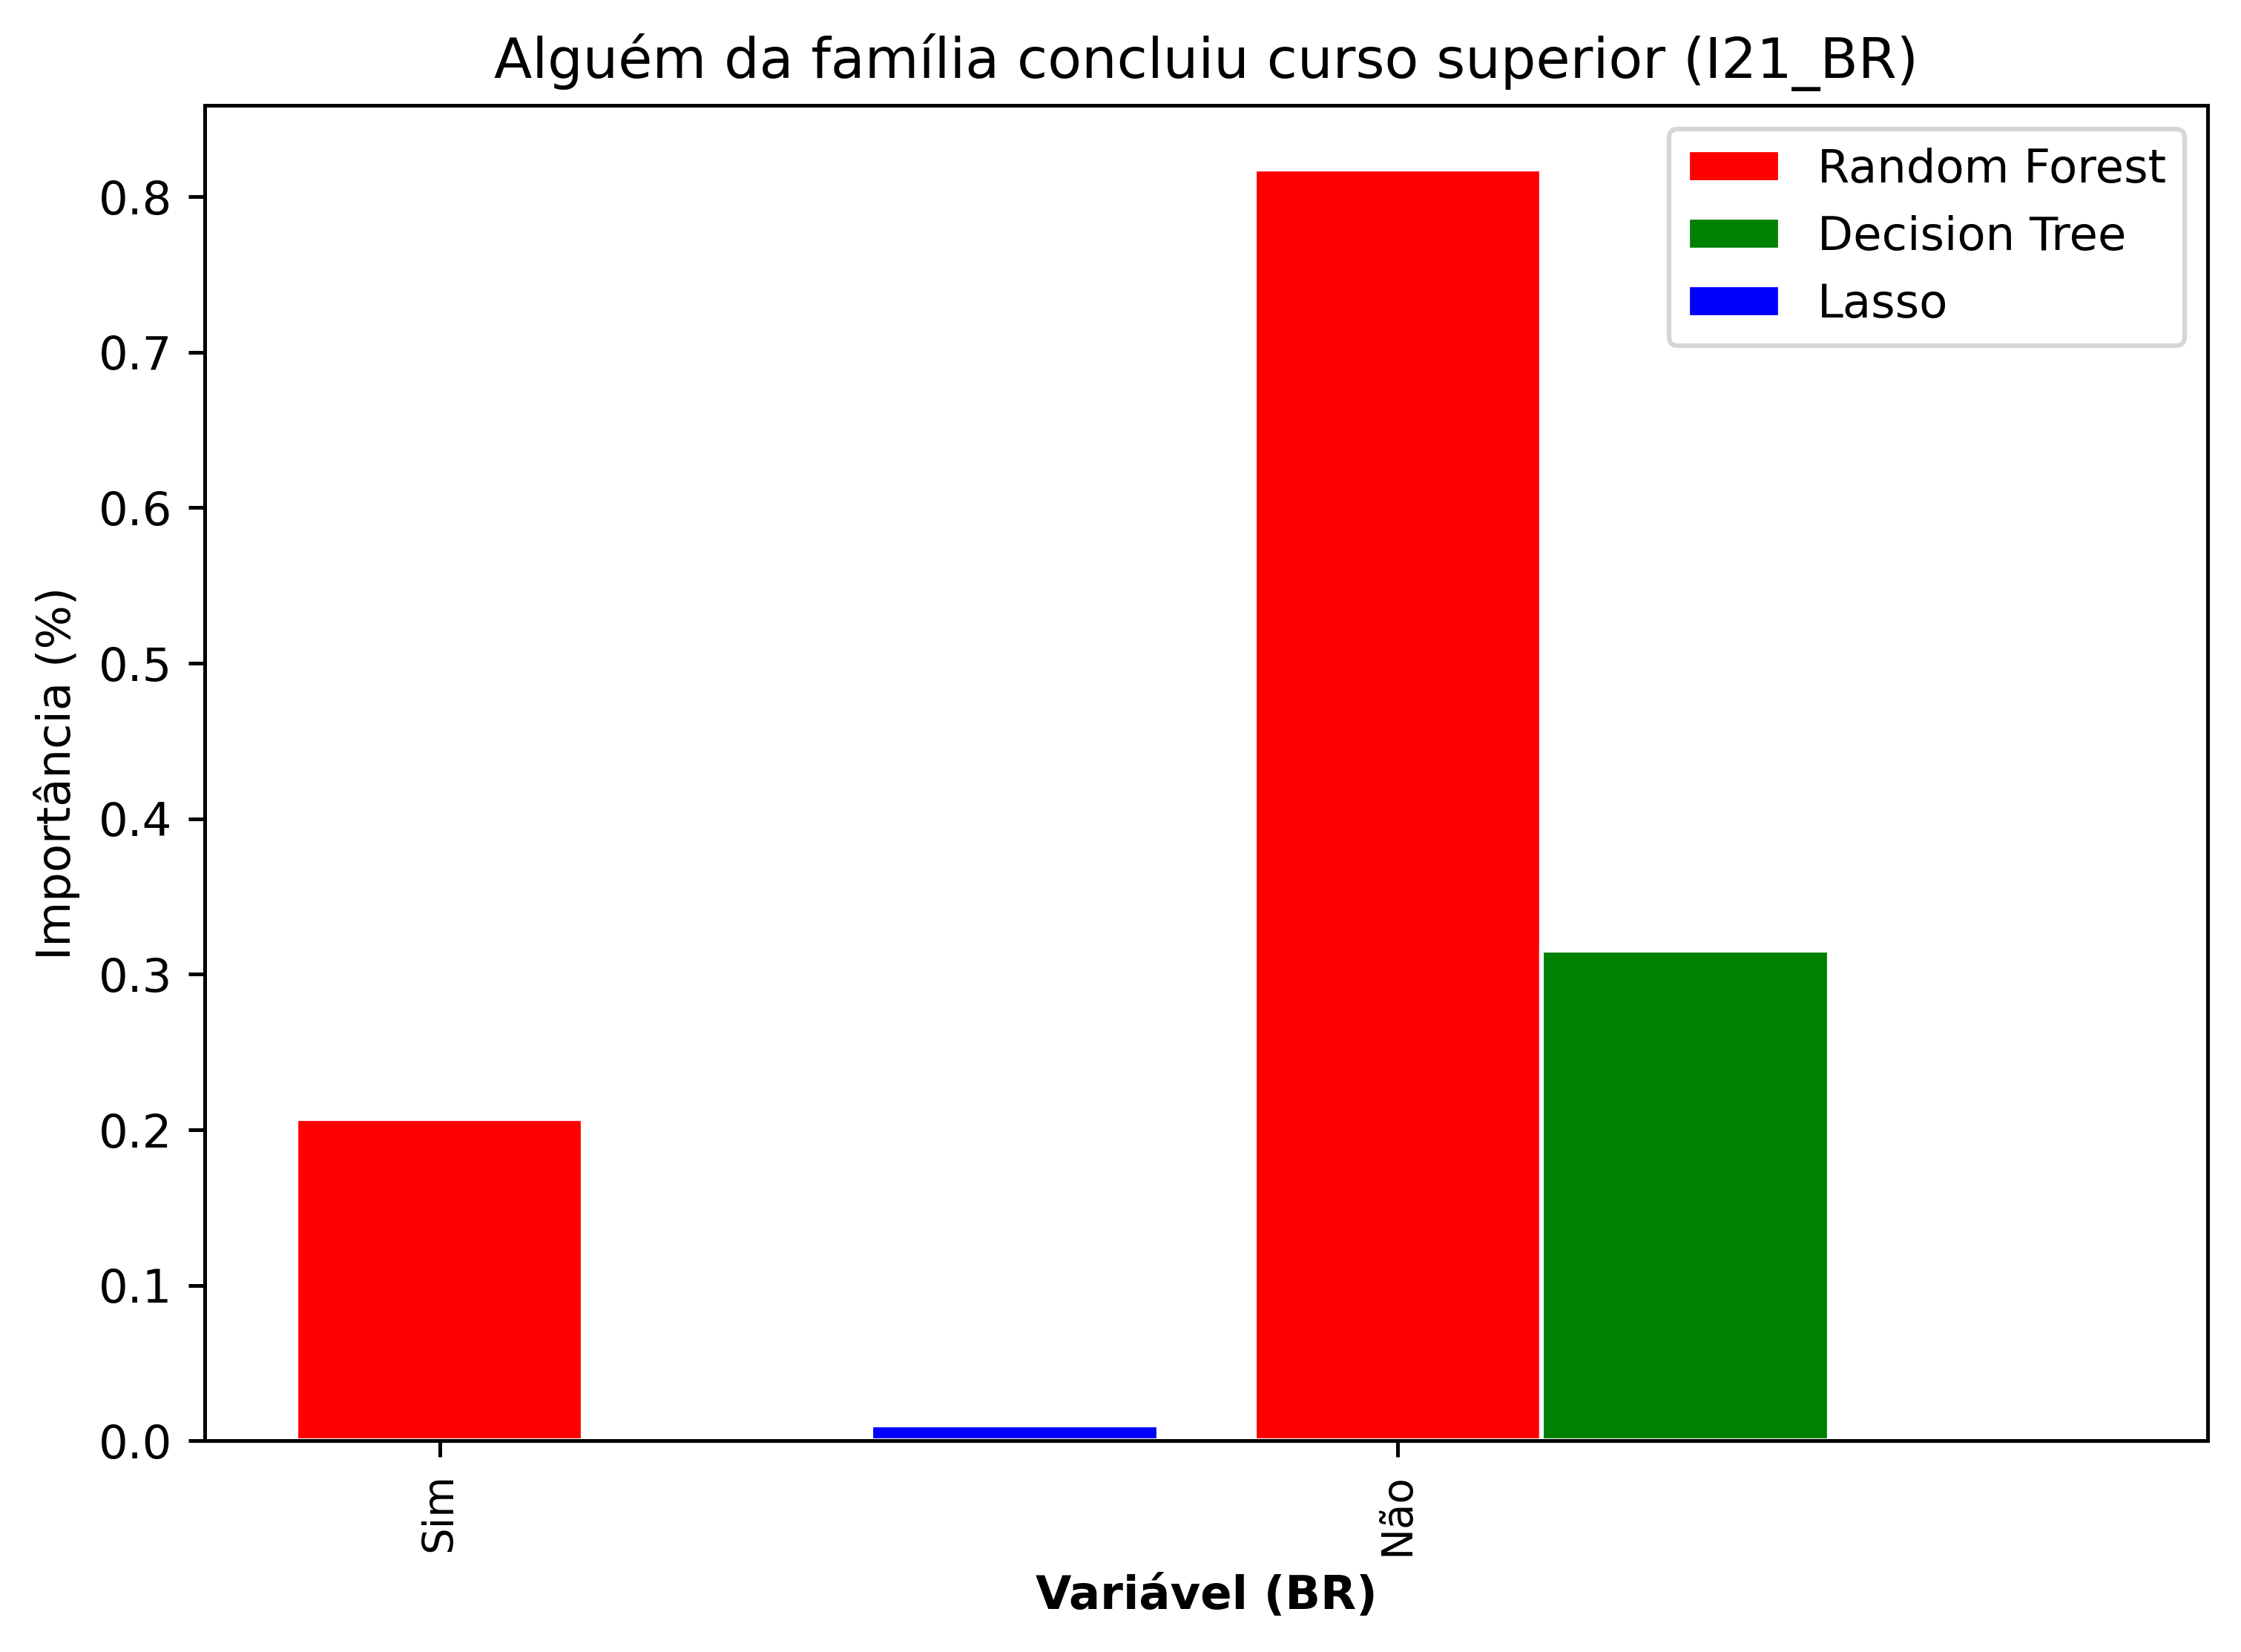 Alguém da família concluiu curso superior (I21_BR)
Random Forest
Decision Tree
Lasso
Importância (%)
0.8
0.7
0.6
0.5
0.4
0.3
0.2
0.1
0.0
Sim
Não
Variável (BR)